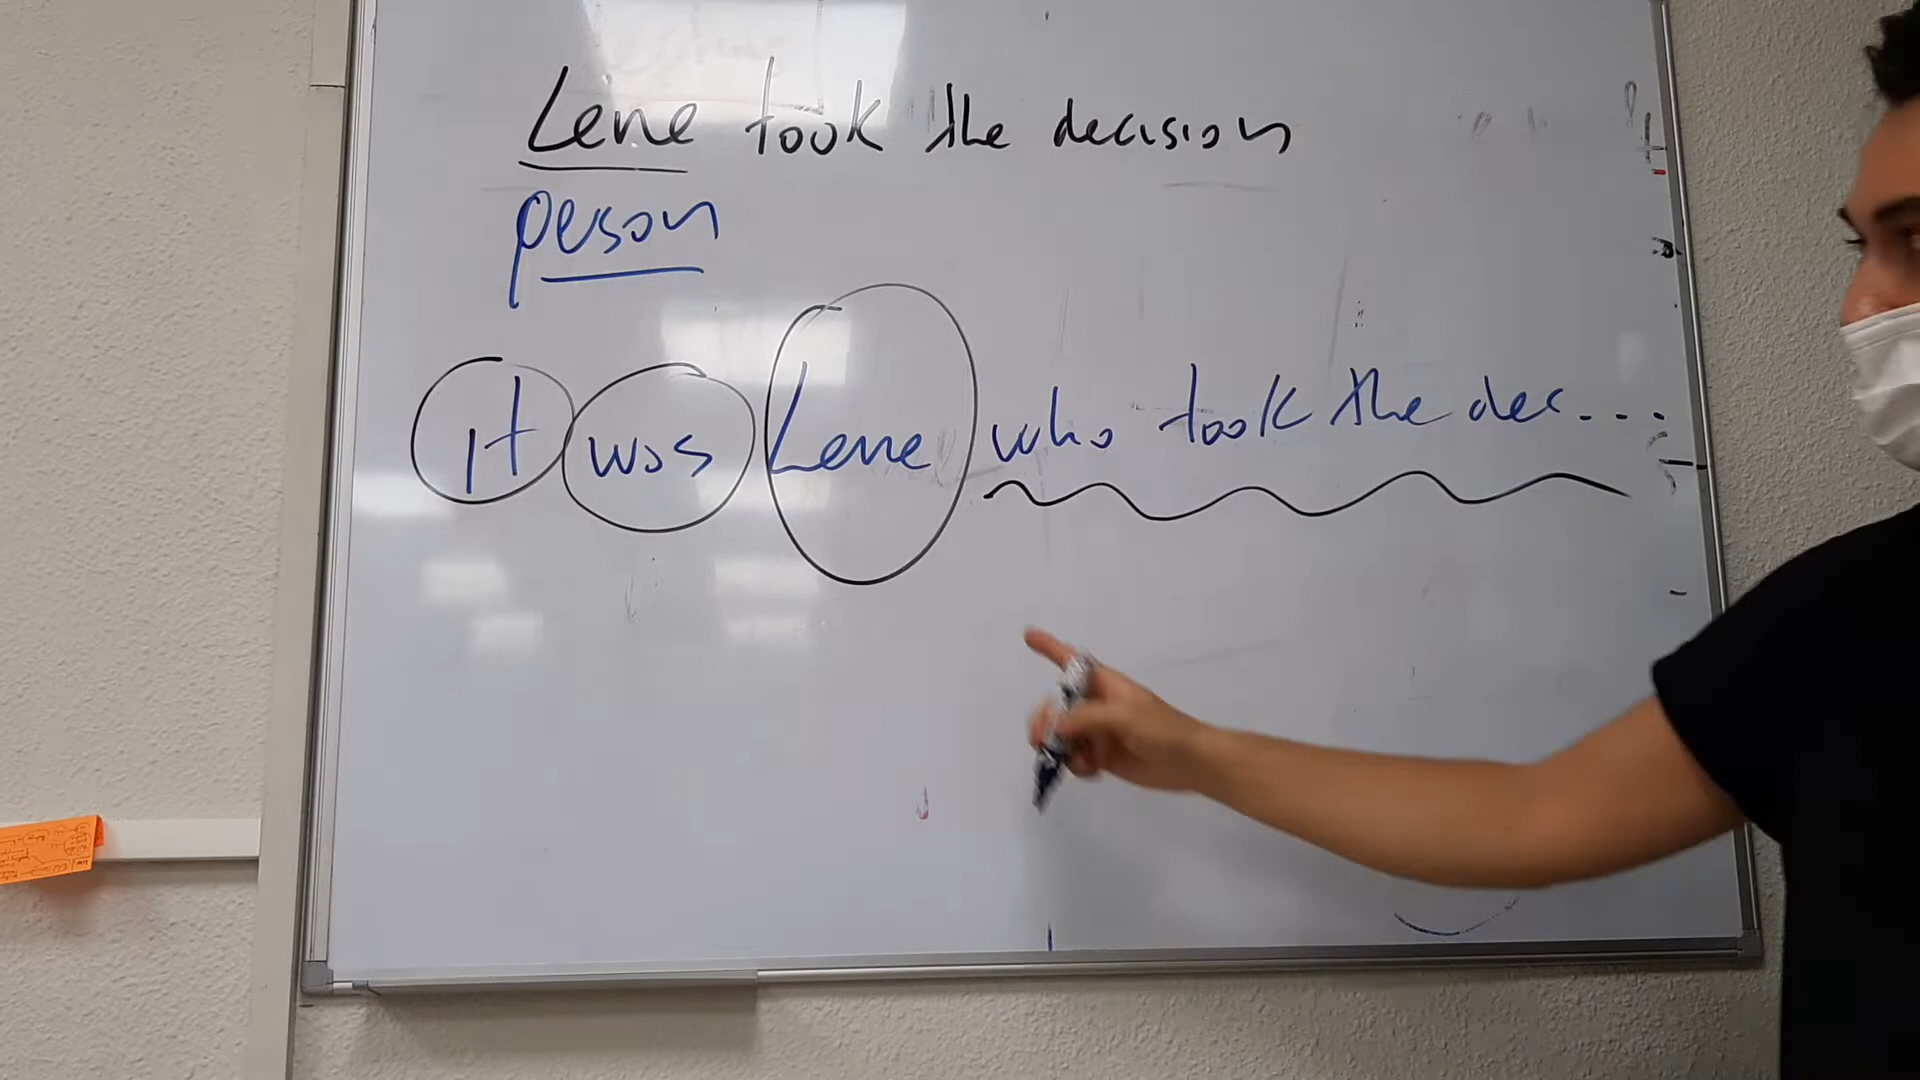 Lene took the decision
person
It was Lene who took the dec...